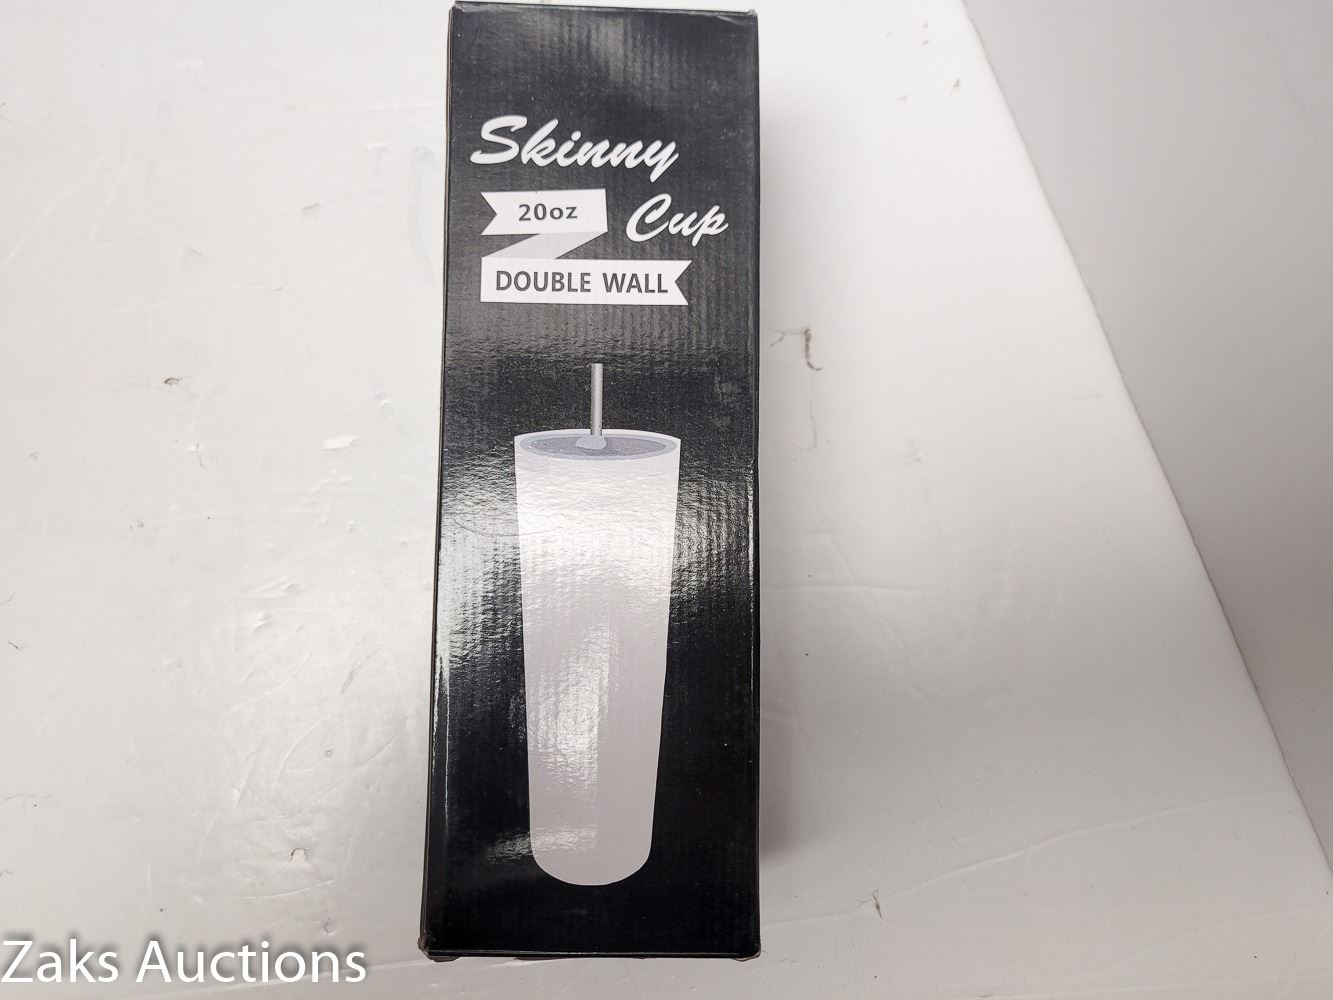 Skinny
20oz Cup
DOUBLE WALL
Zaks Auctions